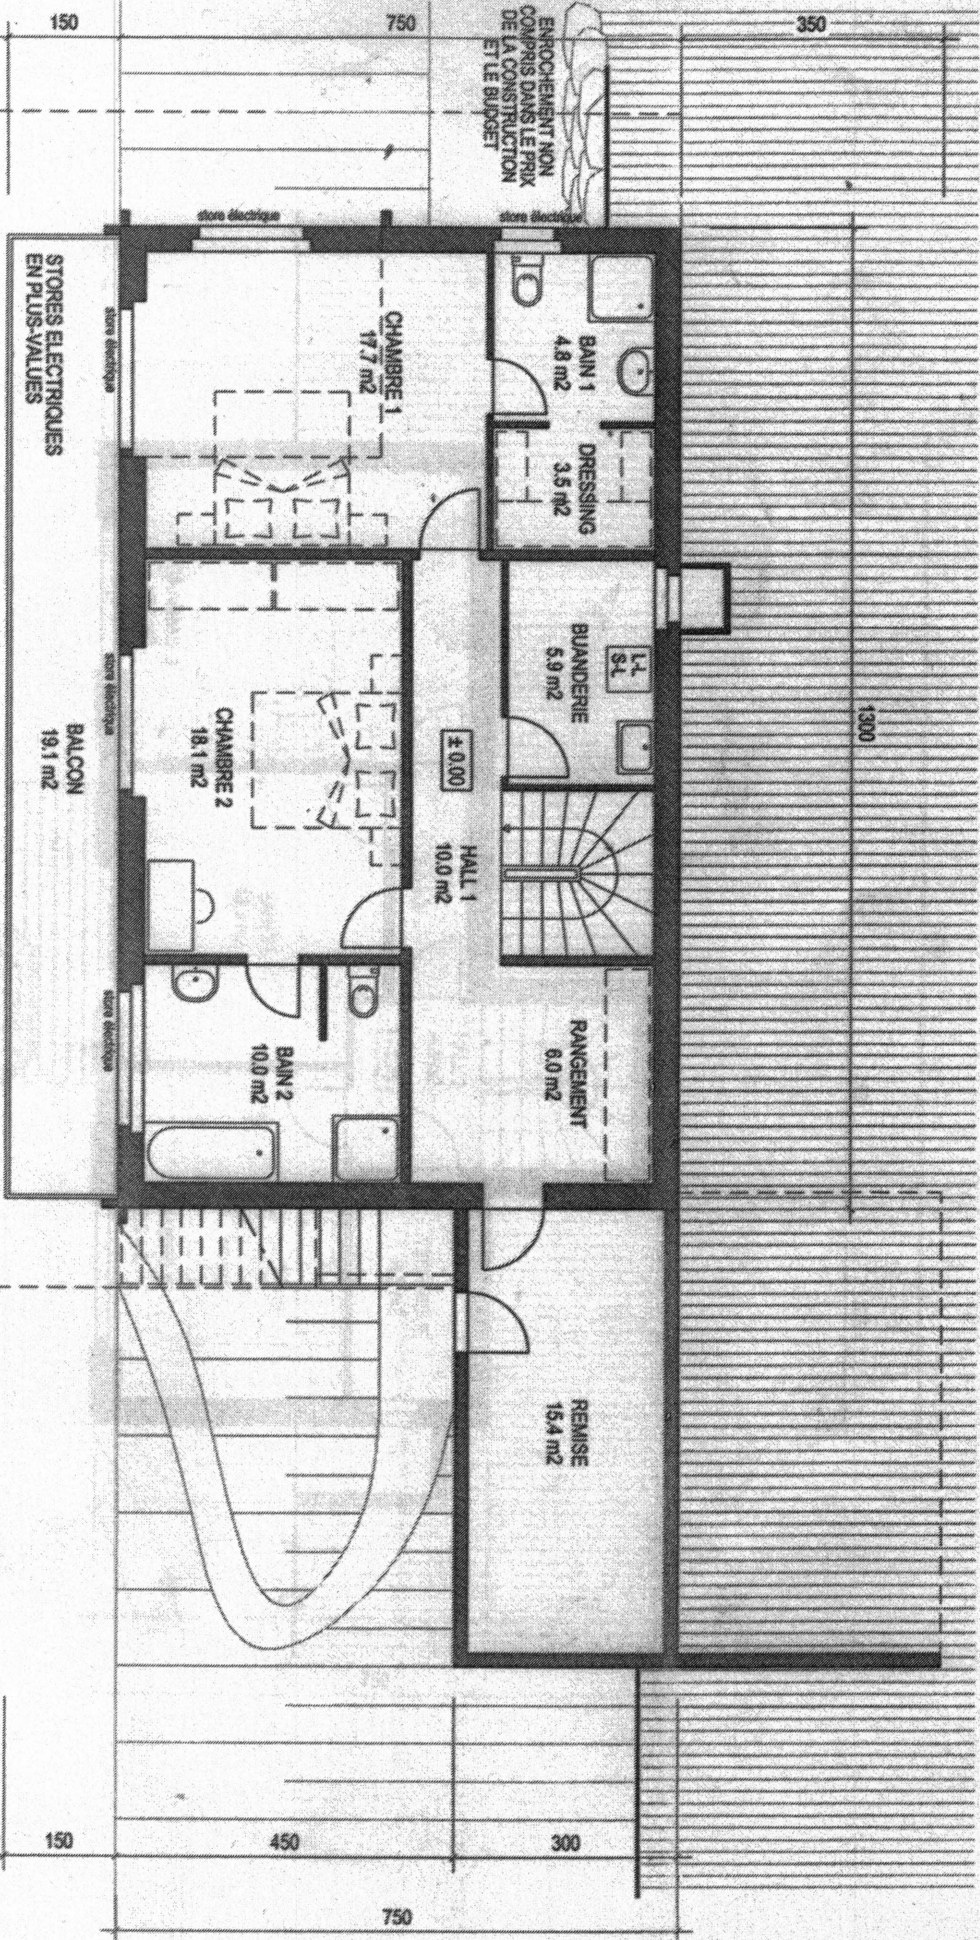 150
750
350
ENROCHEMENT NON
COMPRIS DANS LE PRIX
DE LA CONSTRUCTION
ET LE BUDGET
store électrique
store électrique
STORES ELECTRIQUES
EN PLUS-VALUES
store électrique
CHAMBRE 1
17.7 m2
BAIN 1
4.8 m2
DRESSING
3.5 m2
BUANDERIE
5.9 m2
L-L
S-L
1300
± 0.00
HALL 1
10.0 m2
CHAMBRE 2
18.1 m2
store électrique
BALCON
19.1 m2
store électrique
BAIN 2
10.0 m2
RANGEMENT
6.0 m2
REMISE
15.4 m2
150
450
300
750